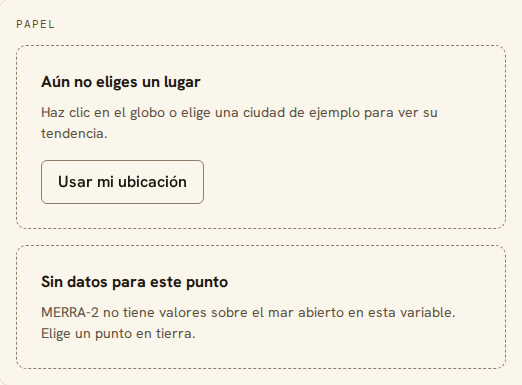 PAPEL
Aún no eliges un lugar
Haz clic en el globo o elige una ciudad de ejemplo para ver su
tendencia.
Usar mi ubicación
Sin datos para este punto
MERRA-2 no tiene valores sobre el mar abierto en esta variable.
Elige un punto en tierra.